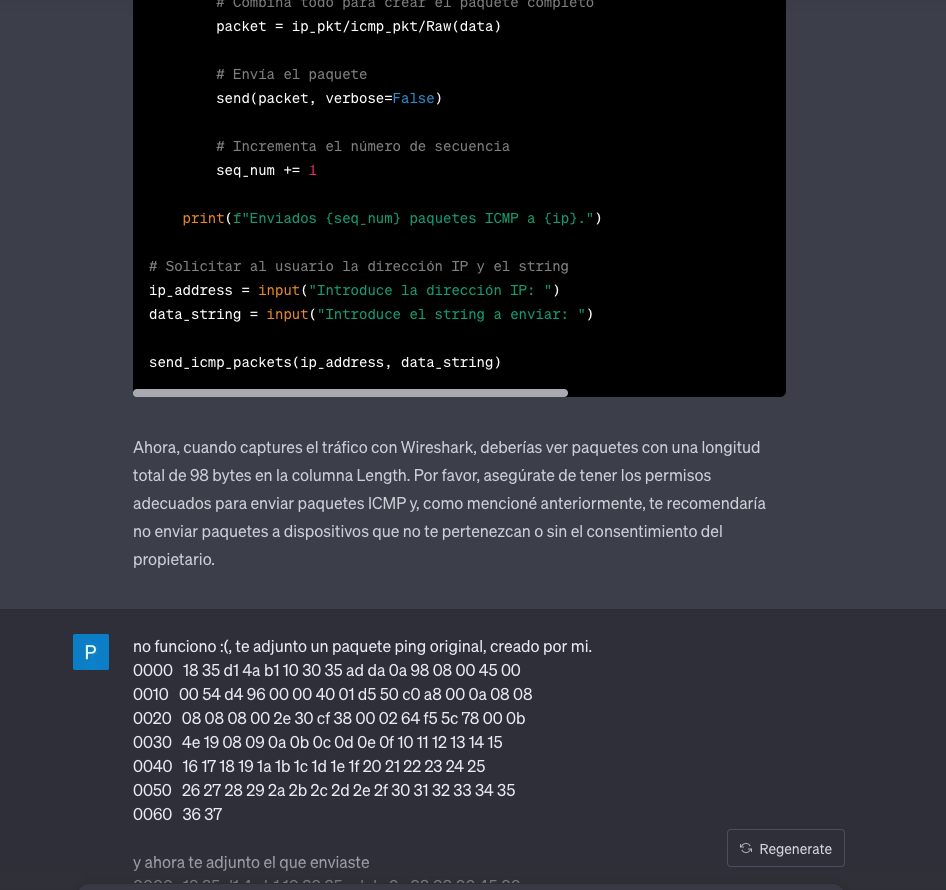 # Combina todo para crear el paquete completo
packet = ip_pkt/icmp_pkt/Raw(data)
# Envía el paquete
send(packet, verbose=False)
# Incrementa el número de secuencia
seq_num += 1
print(f"Enviados {seq_num} paquetes ICMP a {ip}.")
# Solicitar al usuario la dirección IP y el string
ip_address = input("Introduce la dirección IP: ")
data_string = input("Introduce el string a enviar: ")
send_icmp_packets(ip_address, data_string)
Ahora, cuando captures el tráfico con Wireshark, deberías ver paquetes con una longitud
total de 98 bytes en la columna Length. Por favor, asegúrate de tener los permisos
adecuados para enviar paquetes ICMP y, como mencioné anteriormente, te recomendaría
no enviar paquetes a dispositivos que no te pertenezcan o sin el consentimiento del
propietario.
P
no funciono :(, te adjunto un paquete ping original, creado por mi.
0000 18 35 d1 4a b1 10 30 35 ad da 0a 98 08 00 45 00
0010 00 54 d4 96 00 00 40 01 d5 50 c0 a8 00 0a 08 08
0020 08 08 08 00 2e 30 cf 38 00 02 64 f5 5c 78 00 0b
0030 4e 19 08 09 0a 0b 0c 0d 0e 0f 10 11 12 13 14 15
0040 16 17 18 19 1a 1b 1c 1d 1e 1f 20 21 22 23 24 25
0050 26 27 28 29 2a 2b 2c 2d 2e 2f 30 31 32 33 34 35
0060 36 37
Regenerate
y ahora te adjunto el que enviaste